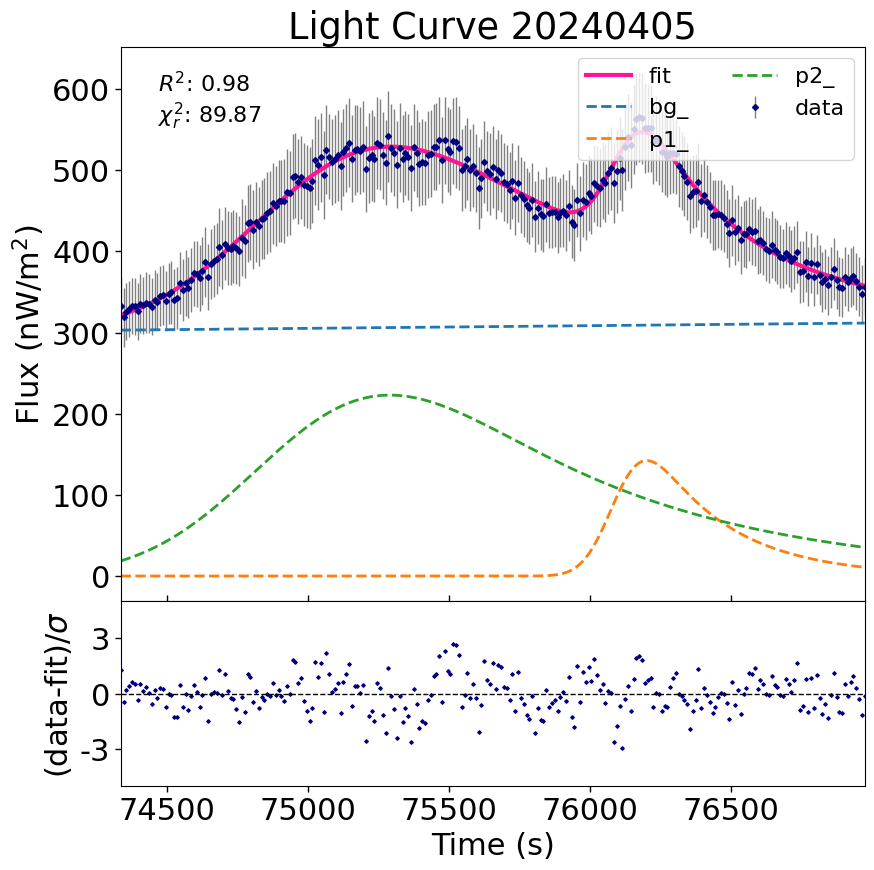 Light Curve 20240405
R²: 0.98
χ²ᵣ: 89.87
fit
bg_
p1_
p2_
data
600
500
400
300
200
100
0
Flux (nW/m²)
3
0
-3
(data-fit)/σ
74500 75000 75500 76000 76500
Time (s)